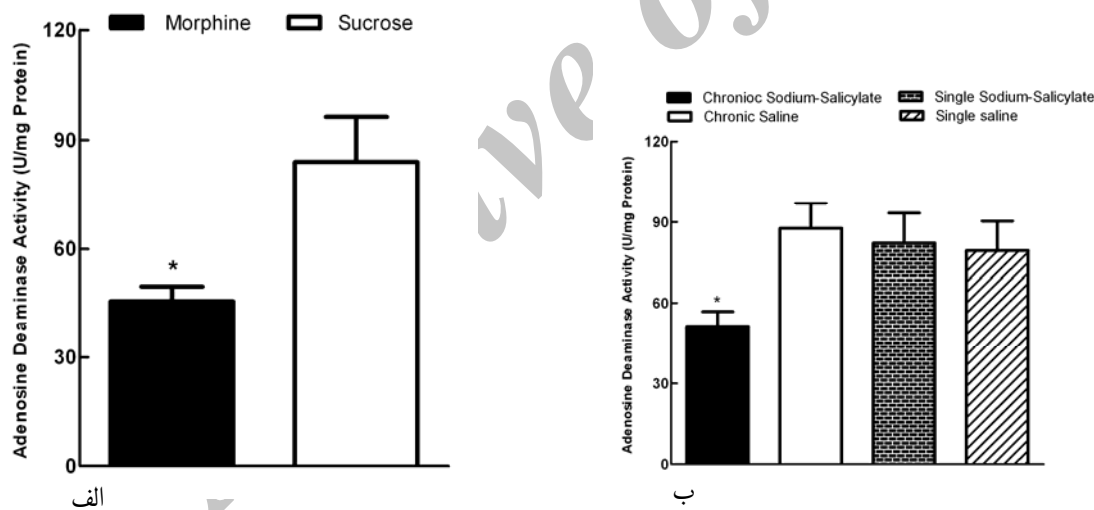 120
90
60
30
0
Adenosine Deaminase Activity (U/mg Protein)
Morphine Sucrose
*
الف
Chronioc Sodium-Salicylate Single Sodium-Salicylate
Chronic Saline Single saline
120
90
60
30
0
Adenosine Deaminase Activity (U/mg Protein)
*
ب